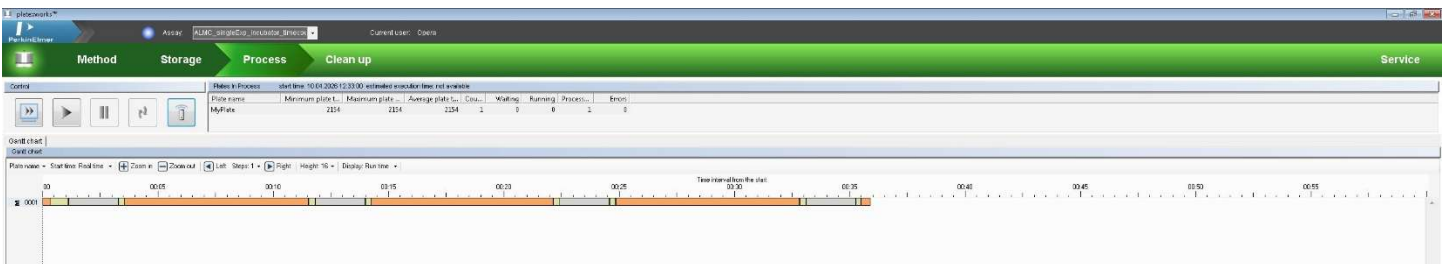 plateworks™
PerkinElmer
Assay: ALMC_singleExp_Incubator_timecou
Current user: Opera
Method Storage Process Clean up Service
Control
Plates In Process start time: 10.04.2026 12:33:00 estimated execution time: not available
Plate name Minimum plate t... Maximum plate ... Average plate t... Cou... Waiting Running Process... Errors
MyPlate 2154 2154 2154 1 0 0 1 0
Gantt chart
Gantt chart
Plate name Start time: Real time Zoom in Zoom out Left Steps: 1 Right Height: 16 Display: Run time
Time interval from the start
00 00:05 00:10 00:15 00:20 00:25 00:30 00:35 00:40 00:45 00:50 00:55
0001